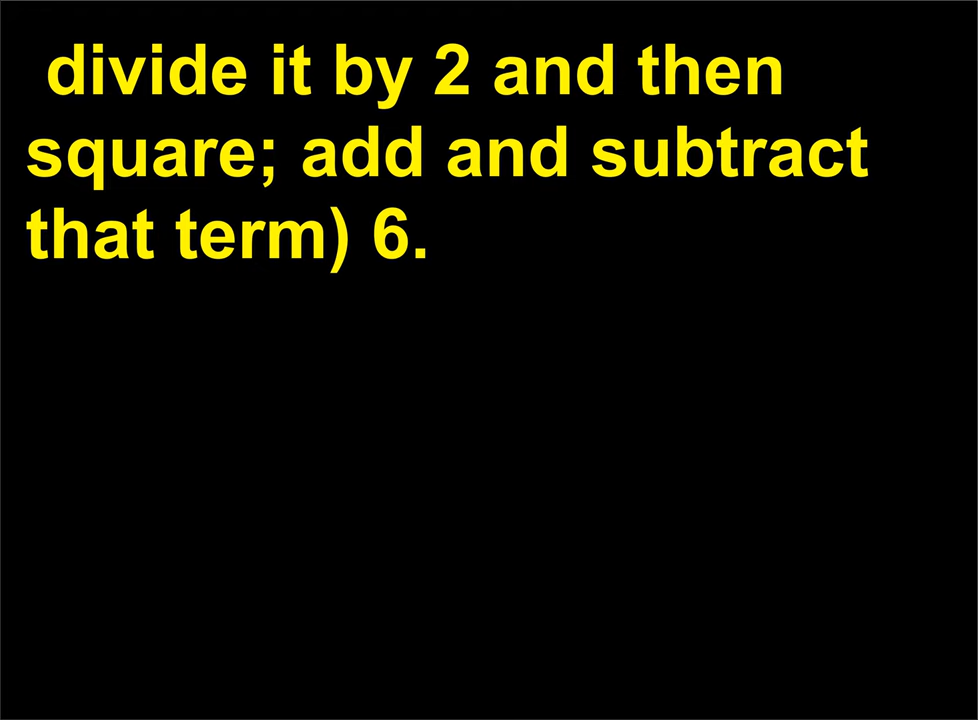 divide it by 2 and then
square; add and subtract
that term) 6.